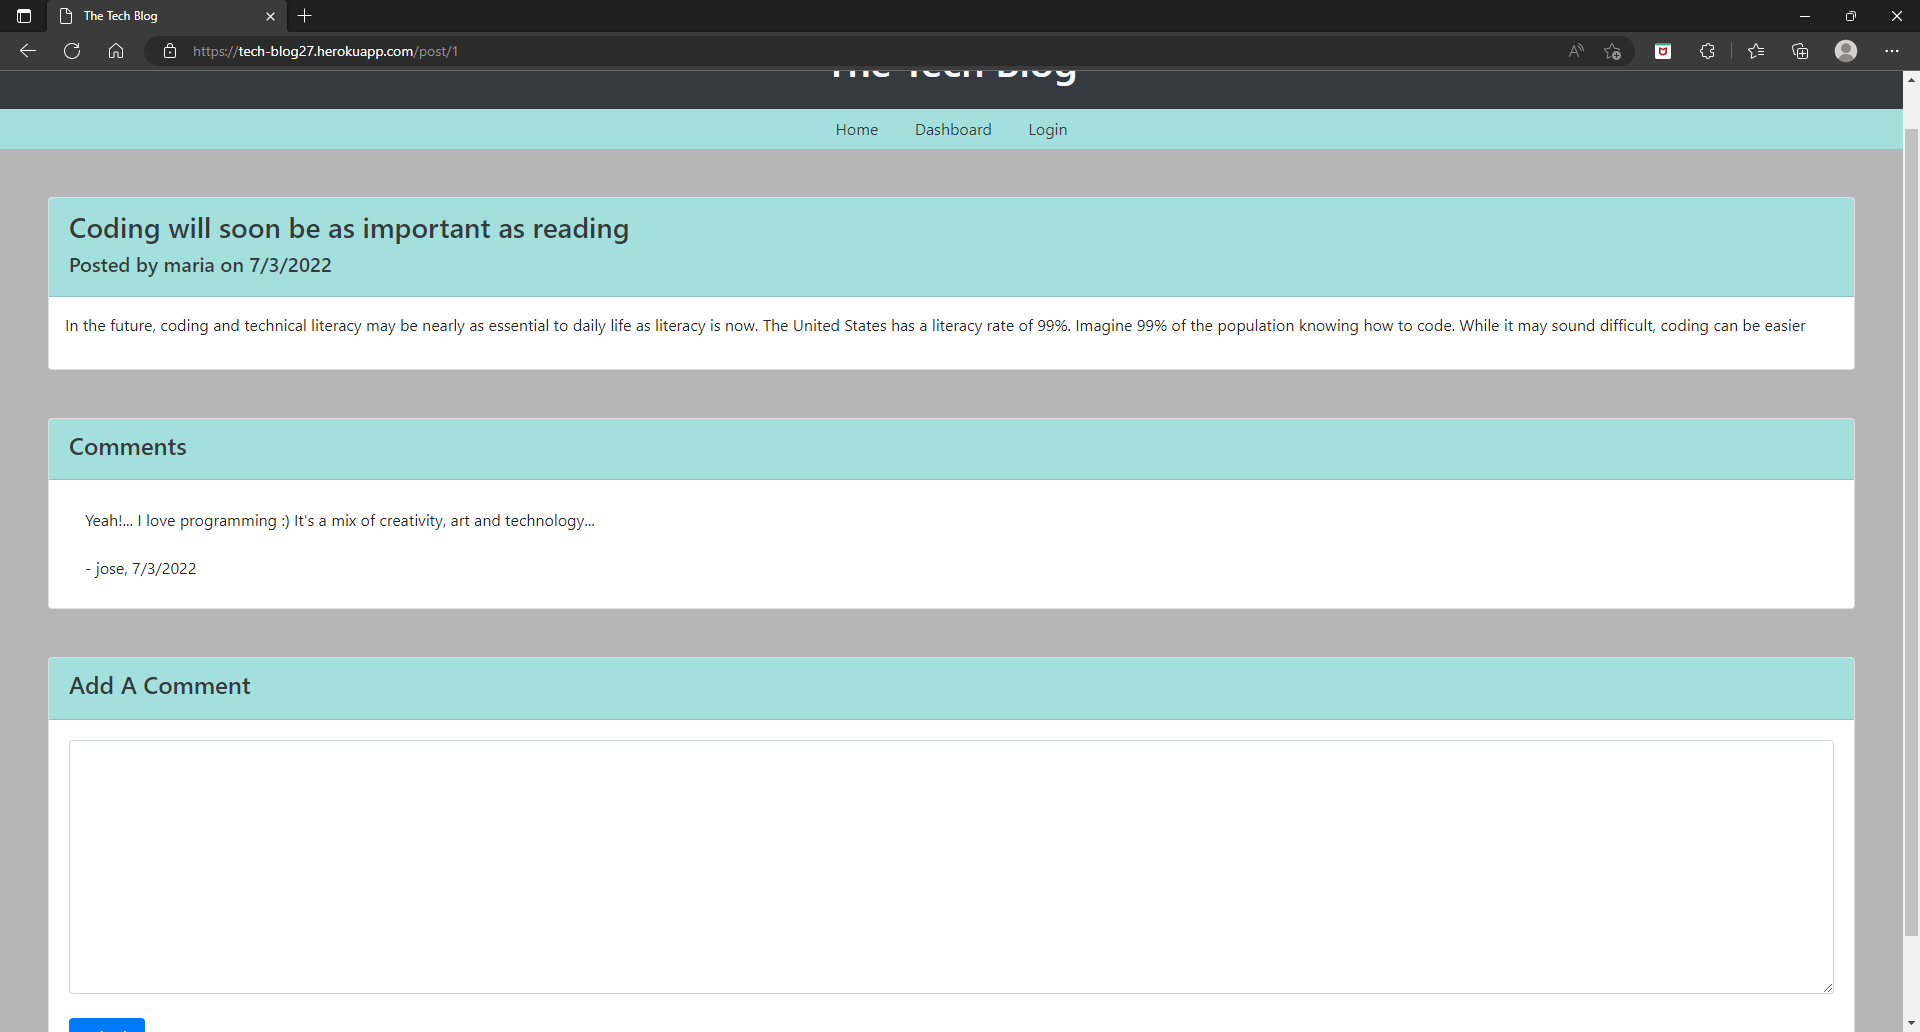 The Tech Blog
https://tech-blog27.herokuapp.com/post/1
The Tech Blog
Home Dashboard Login
Coding will soon be as important as reading
Posted by maria on 7/3/2022
In the future, coding and technical literacy may be nearly as essential to daily life as literacy is now. The United States has a literacy rate of 99%. Imagine 99% of the population knowing how to code. While it may sound difficult, coding can be easier
Comments
Yeah!... I love programming :) It's a mix of creativity, art and technology...
- jose, 7/3/2022
Add A Comment